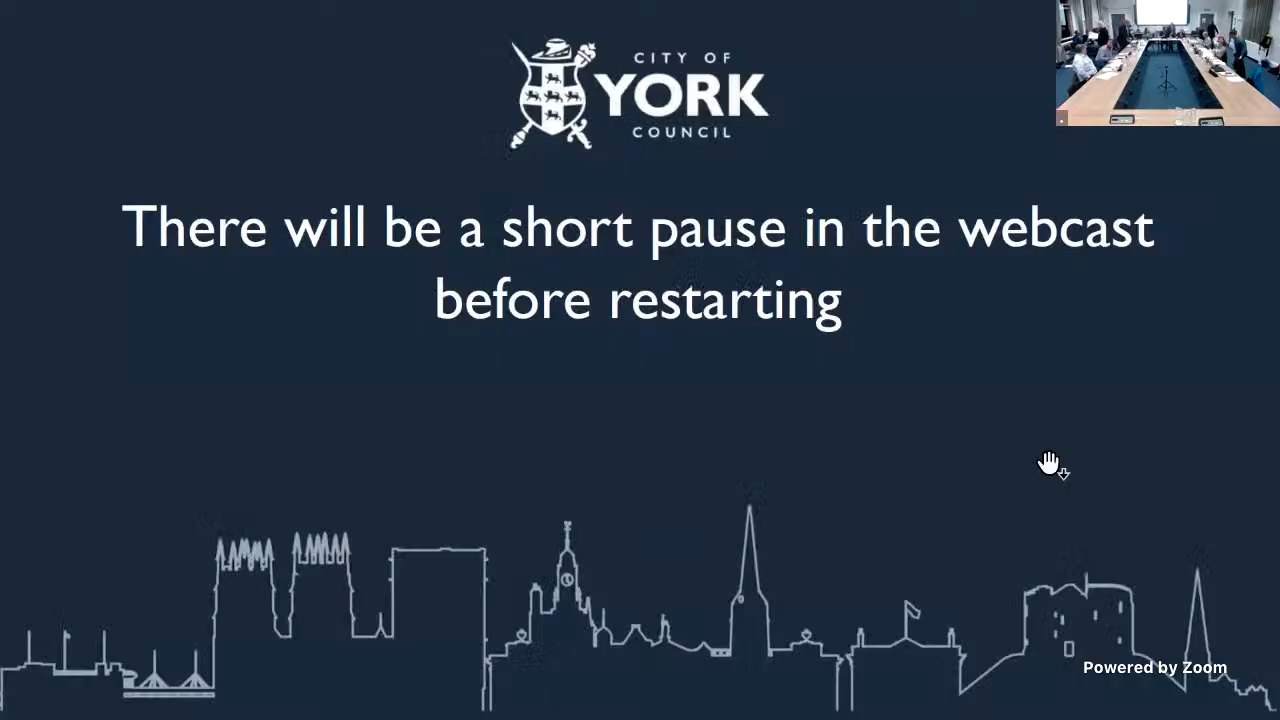 CITY OF
YORK
COUNCIL
There will be a short pause in the webcast
before restarting
Powered by Zoom